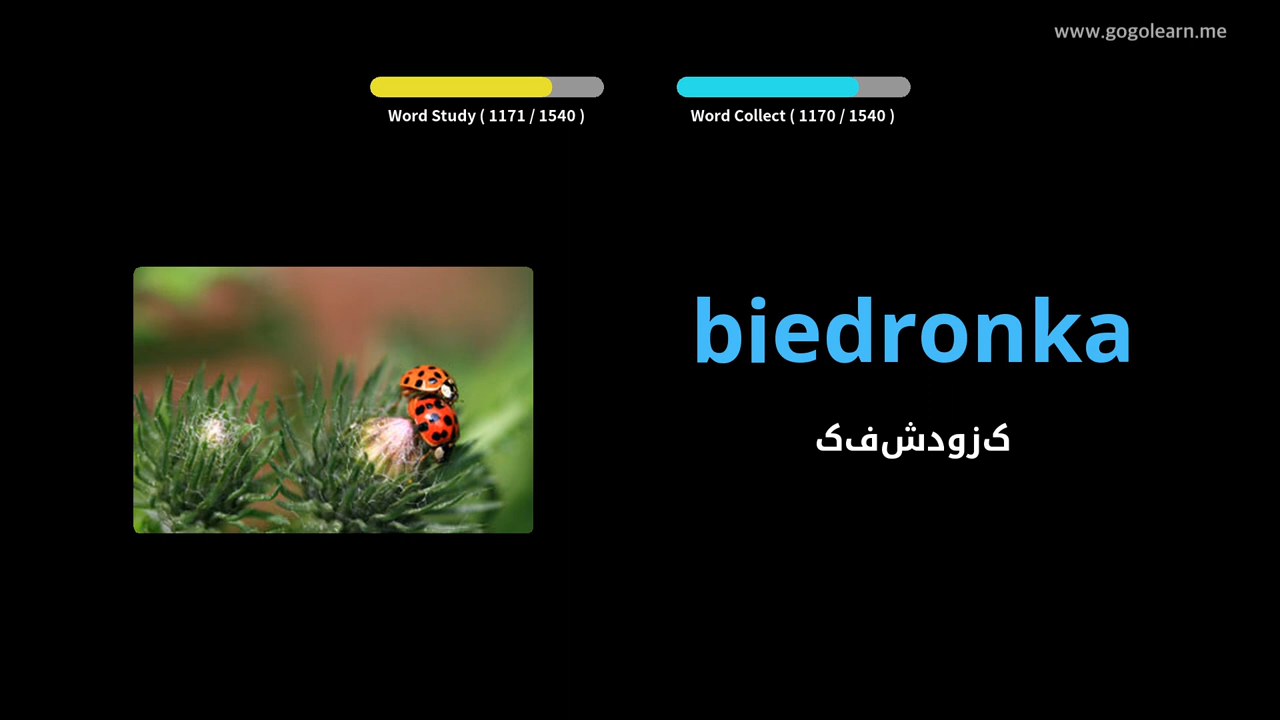 www.gogolearn.me
Word Study ( 1171 / 1540 )
Word Collect ( 1170 / 1540 )
biedronka
کزودشفک